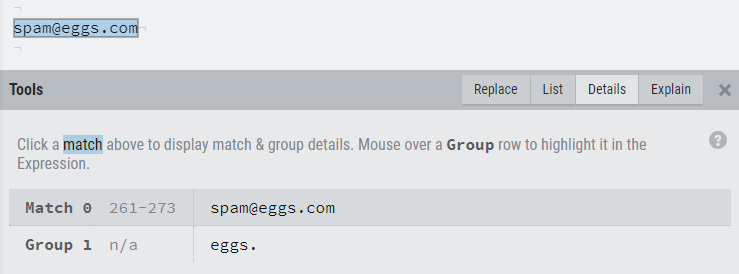 spam@eggs.com
Tools Replace List Details Explain
Click a match above to display match & group details. Mouse over a Group row to highlight it in the
Expression.
Match 0 261-273 spam@eggs.com
Group 1 n/a eggs.